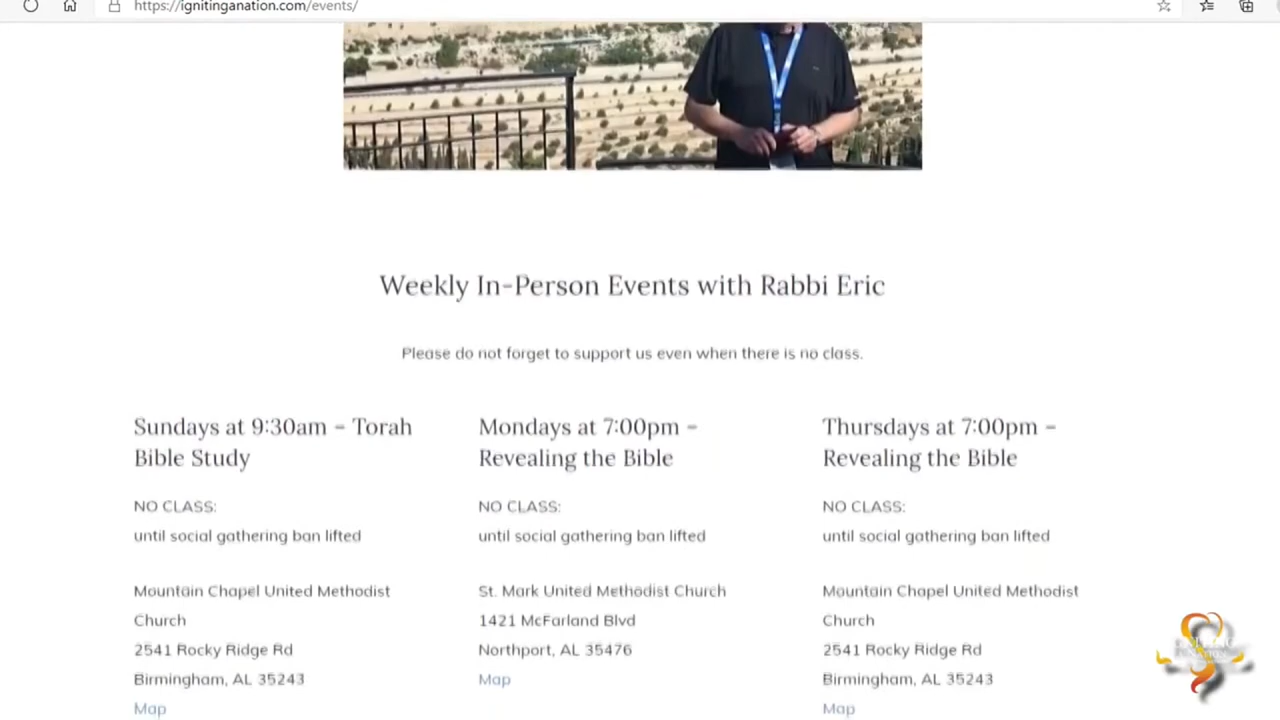 https://ignitinganation.com/events/
Weekly In-Person Events with Rabbi Eric
Please do not forget to support us even when there is no class.
Sundays at 9:30am – Torah
Bible Study
NO CLASS:
until social gathering ban lifted
Mountain Chapel United Methodist
Church
2541 Rocky Ridge Rd
Birmingham, AL 35243
Map
Mondays at 7:00pm –
Revealing the Bible
NO CLASS:
until social gathering ban lifted
St. Mark United Methodist Church
1421 McFarland Blvd
Northport, AL 35476
Map
Thursdays at 7:00pm –
Revealing the Bible
NO CLASS:
until social gathering ban lifted
Mountain Chapel United Methodist
Church
2541 Rocky Ridge Rd
Birmingham, AL 35243
Map